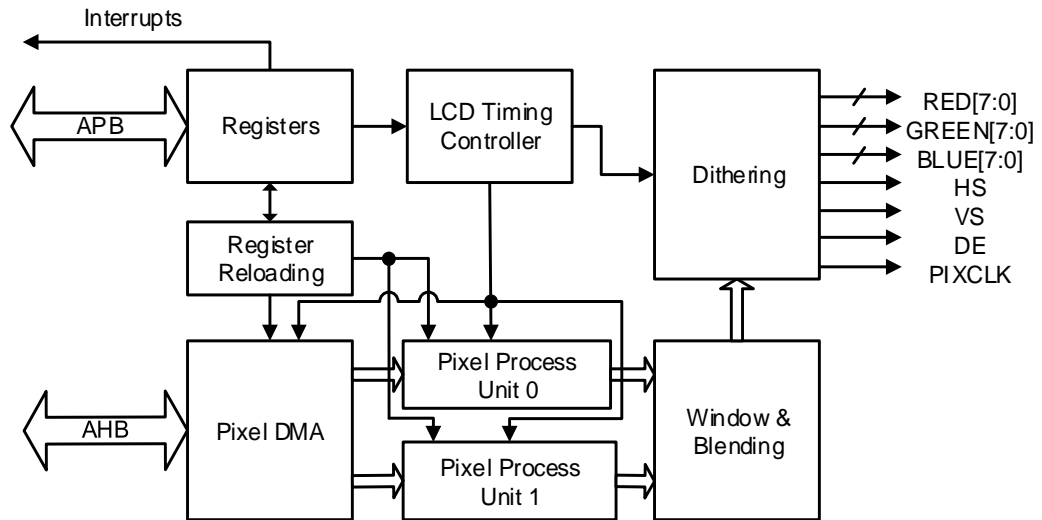 Interrupts
APB
Registers
LCD Timing
Controller
Dithering
RED[7:0]
GREEN[7:0]
BLUE[7:0]
HS
VS
DE
PIXCLK
Register
Reloading
AHB
Pixel DMA
Pixel Process
Unit 0
Pixel Process
Unit 1
Window &
Blending